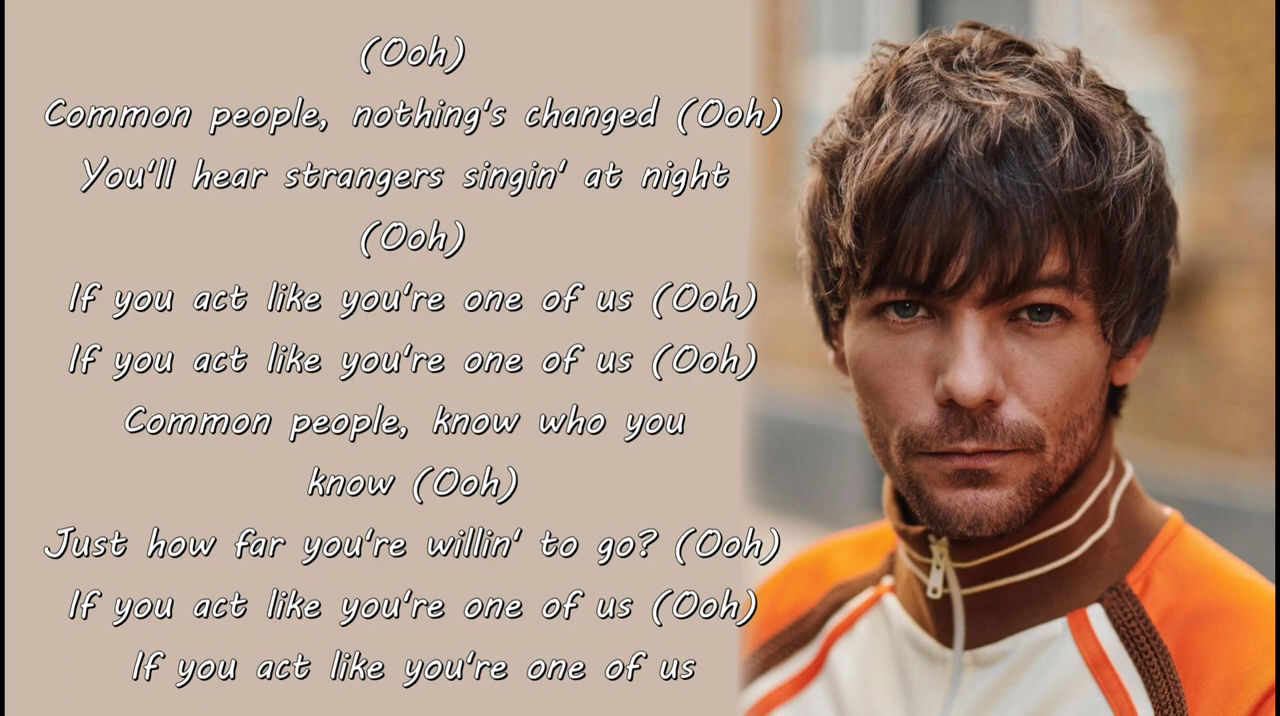 (Ooh)
Common people, nothing's changed (Ooh)
You'll hear strangers singin' at night
(Ooh)
If you act like you're one of us (Ooh)
If you act like you're one of us (Ooh)
Common people, know who you
know (Ooh)
Just how far you're willin' to go? (Ooh)
If you act like you're one of us (Ooh)
If you act like you're one of us